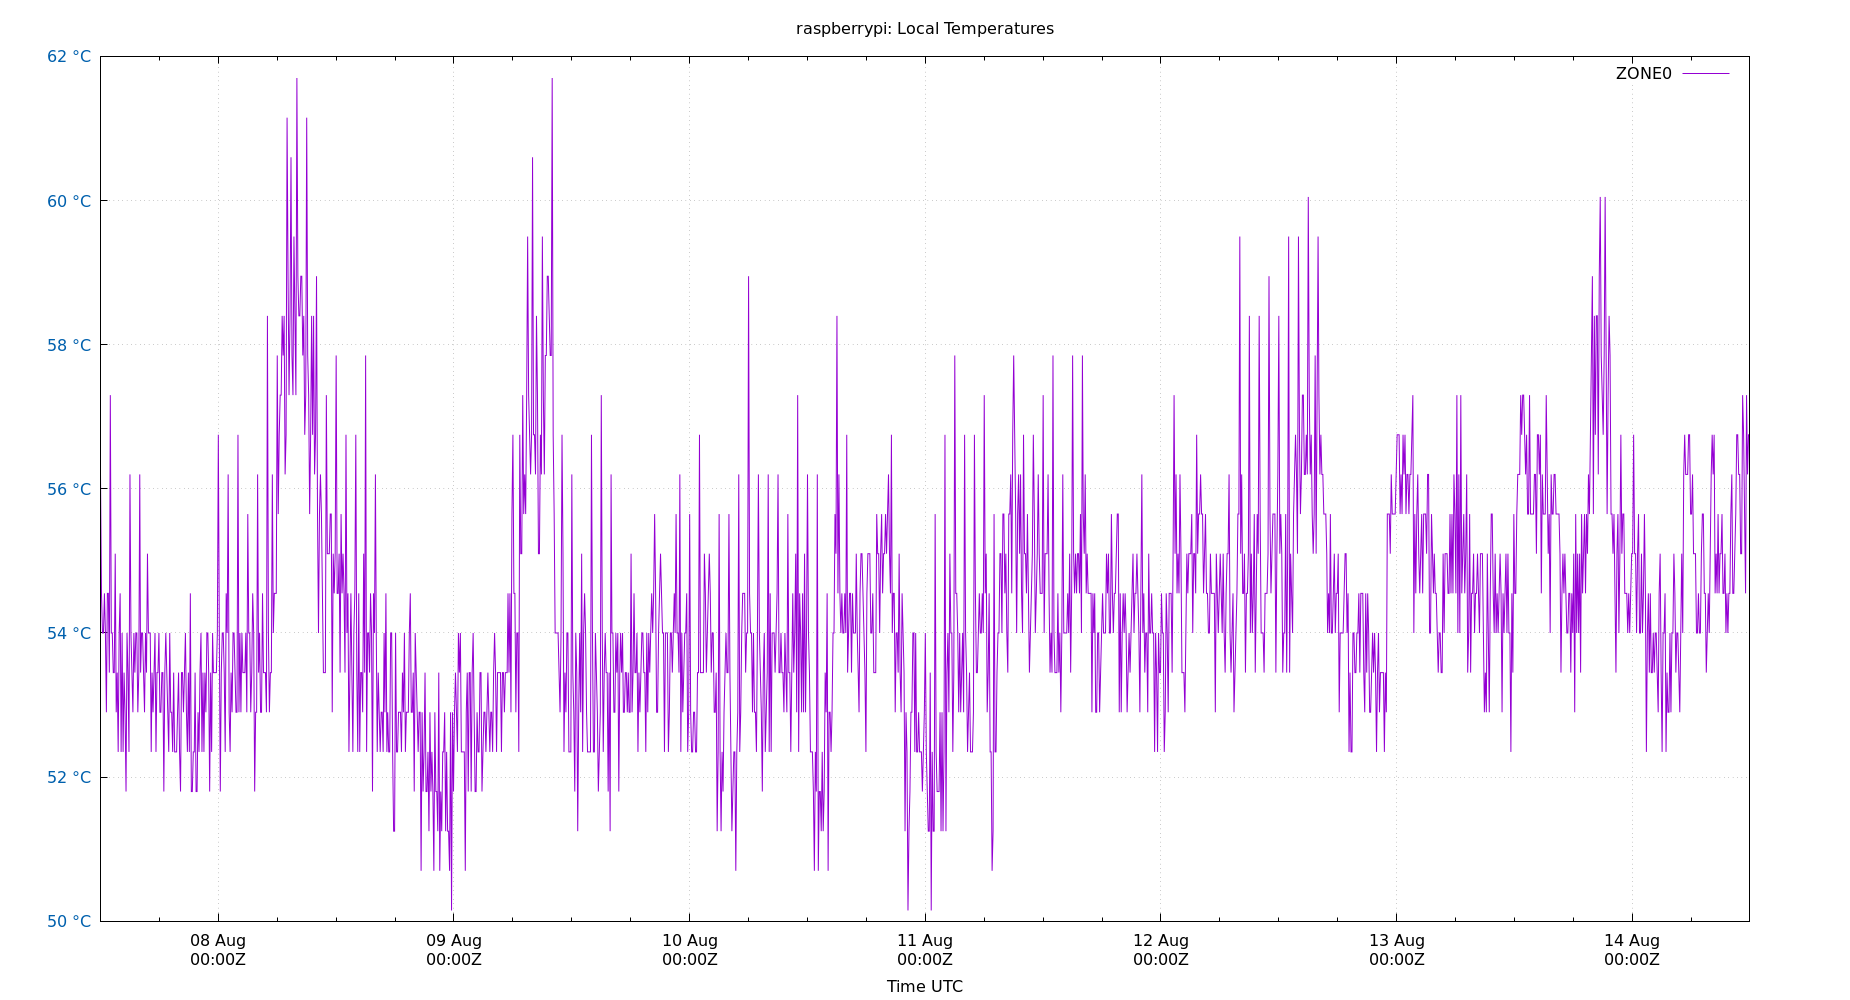 raspberrypi: Local Temperatures
ZONE0
62 °C
60 °C
58 °C
56 °C
54 °C
52 °C
50 °C
08 Aug 09 Aug 10 Aug 11 Aug 12 Aug 13 Aug 14 Aug
00:00Z 00:00Z 00:00Z 00:00Z 00:00Z 00:00Z 00:00Z
Time UTC